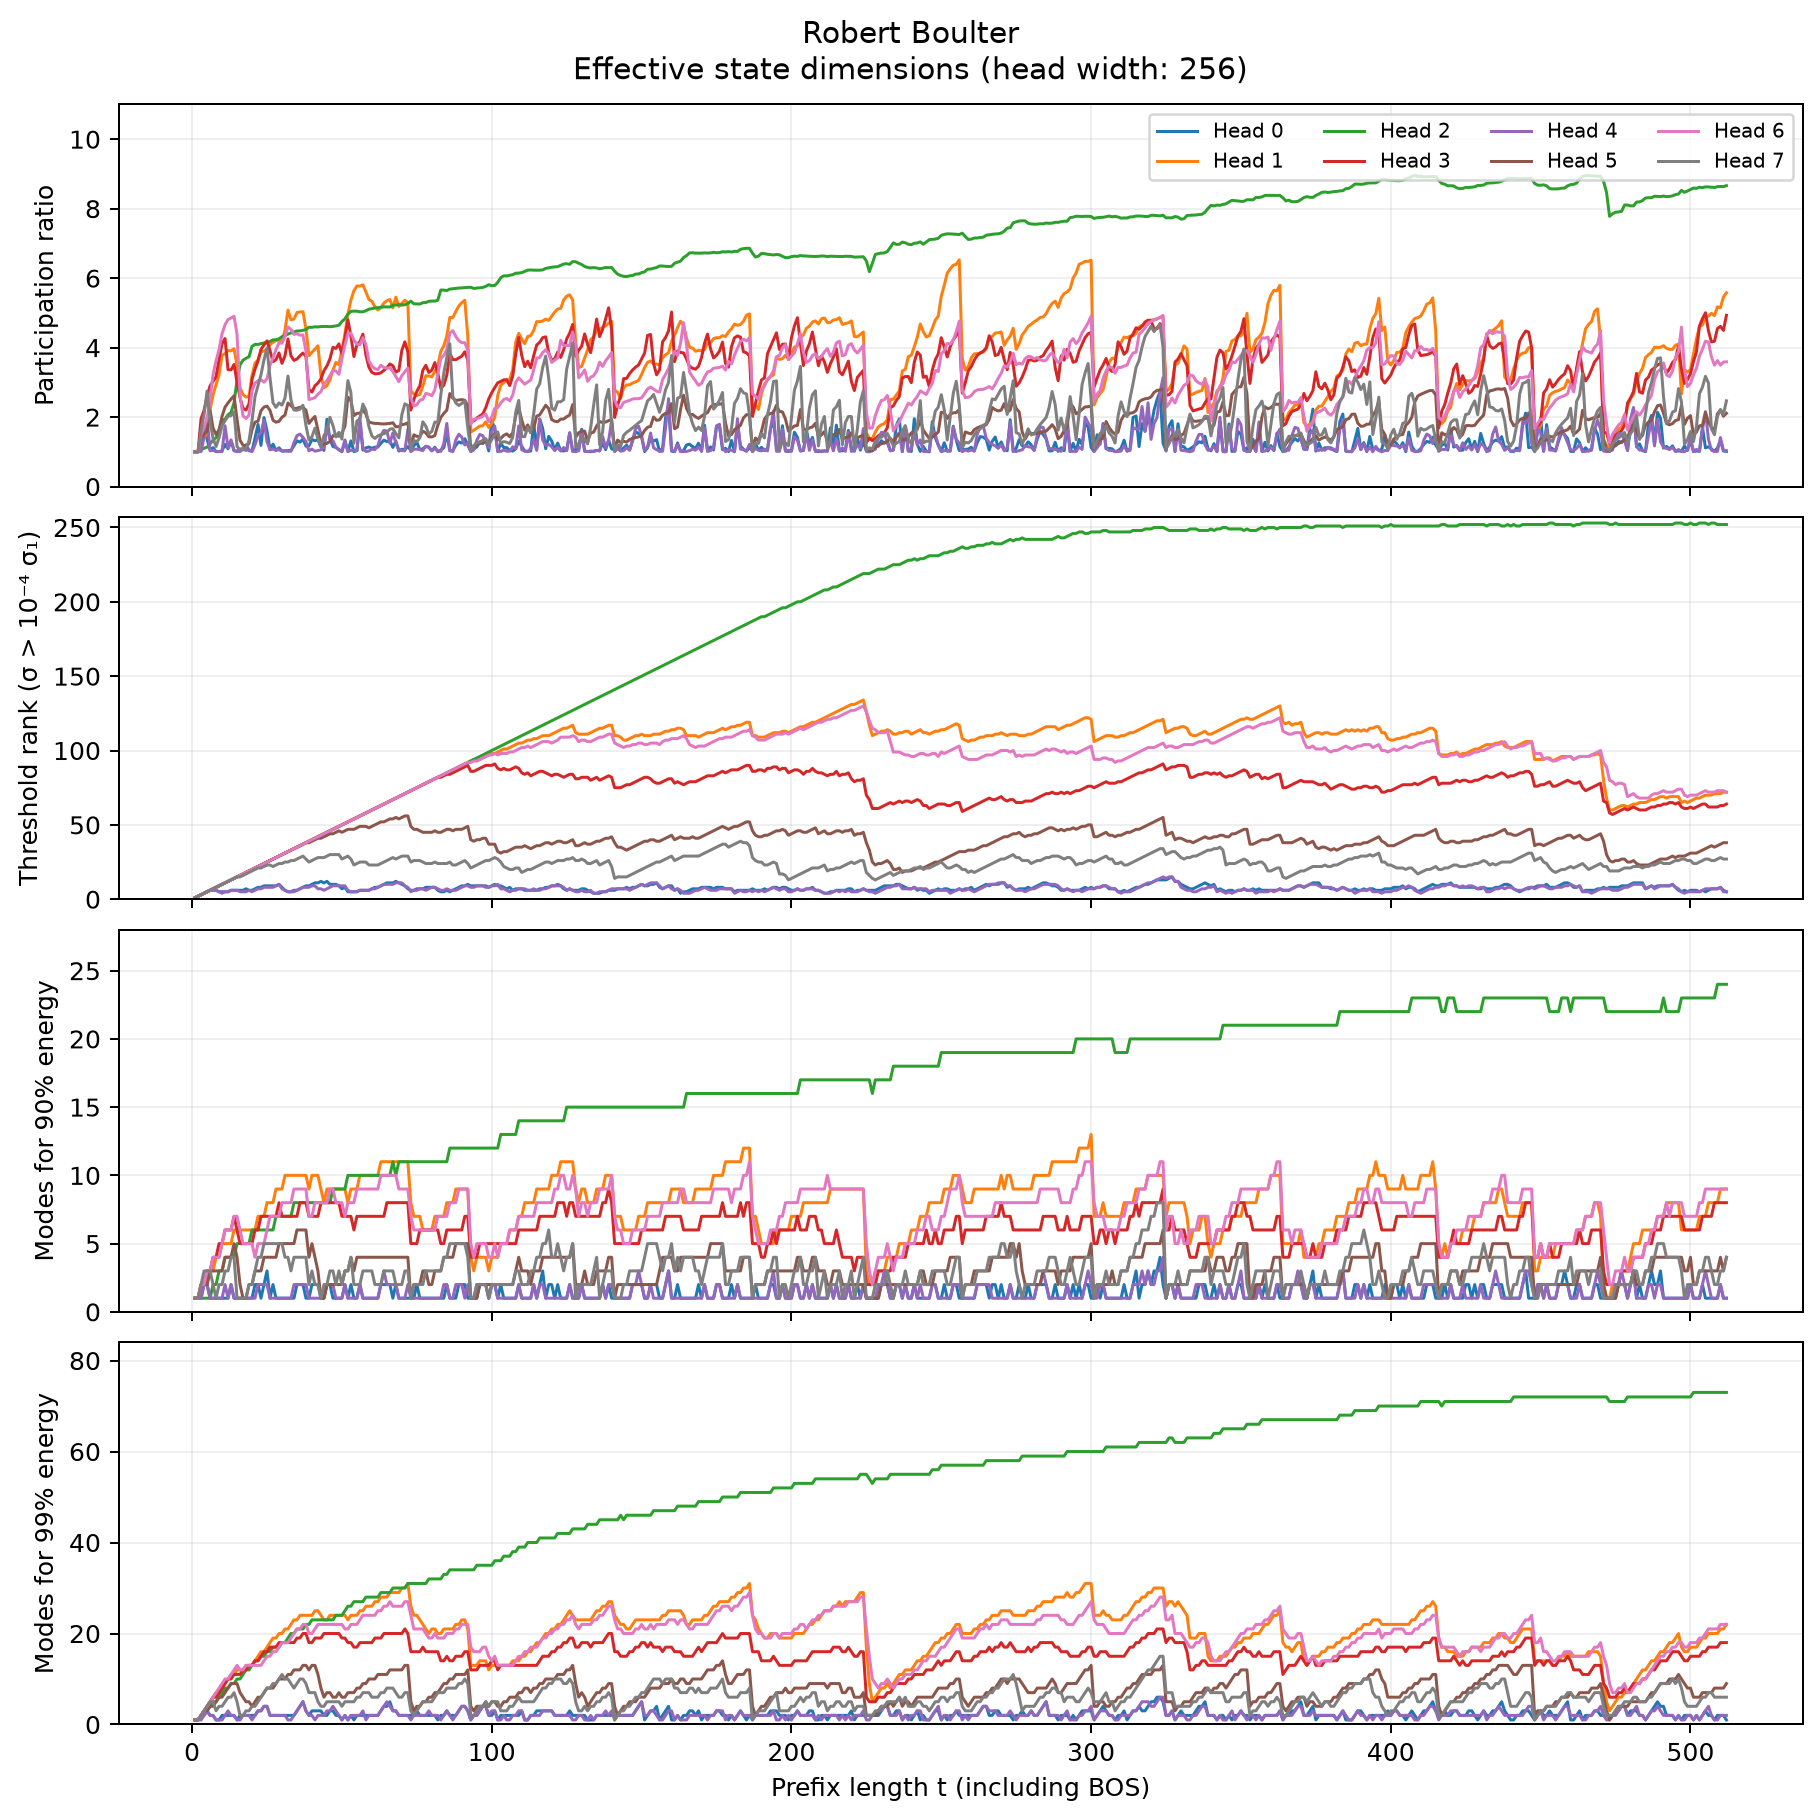 Robert Boulter
Effective state dimensions (head width: 256)
Participation ratio
10
8
6
4
2
0
Head 0
Head 2
Head 4
Head 6
Head 1
Head 3
Head 5
Head 7
Threshold rank (σ > 10⁻⁴ σ₁)
250
200
150
100
50
0
Modes for 90% energy
25
20
15
10
5
0
Modes for 99% energy
80
60
40
20
0
0
100
200
300
400
500
Prefix length t (including BOS)